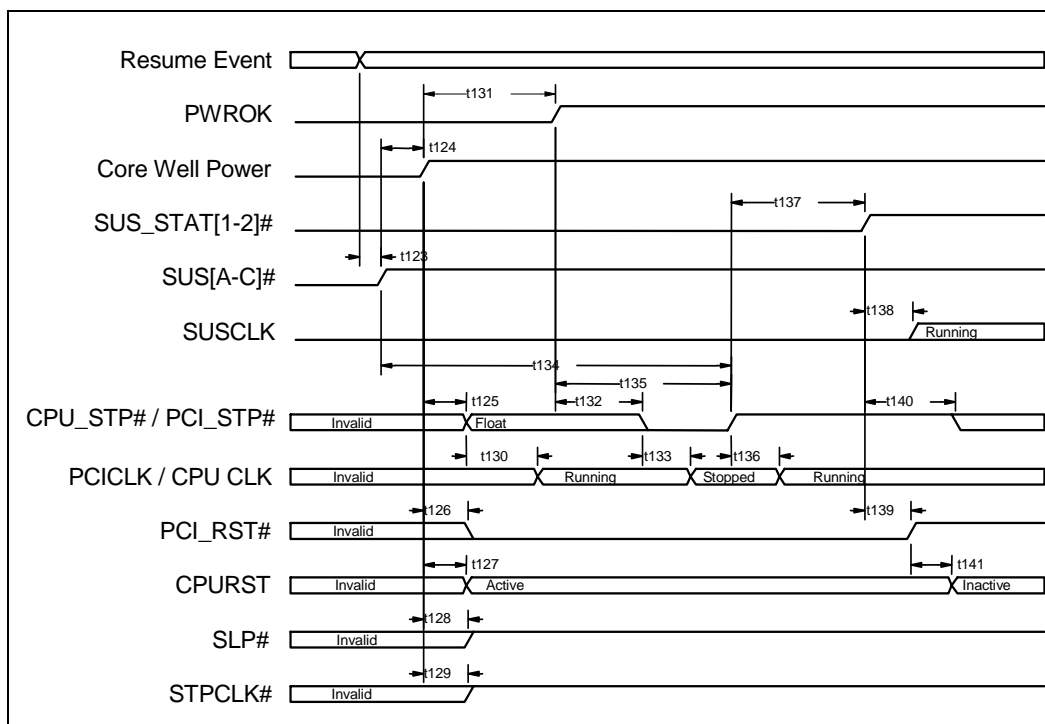 Resume Event
t131
PWROK
t124
Core Well Power
t137
SUS_STAT[1-2]#
t123
SUS[A-C]#
t138
SUSCLK
Running
t134
t135
t125
t132
t140
CPU_STP# / PCI_STP#
Invalid
Float
t130
t133
t136
PCICLK / CPU CLK
Invalid
Running
Stopped
Running
t126
t139
PCI_RST#
Invalid
t127
t141
CPURST
Invalid
Active
Inactive
t128
SLP#
Invalid
t129
STPCLK#
Invalid